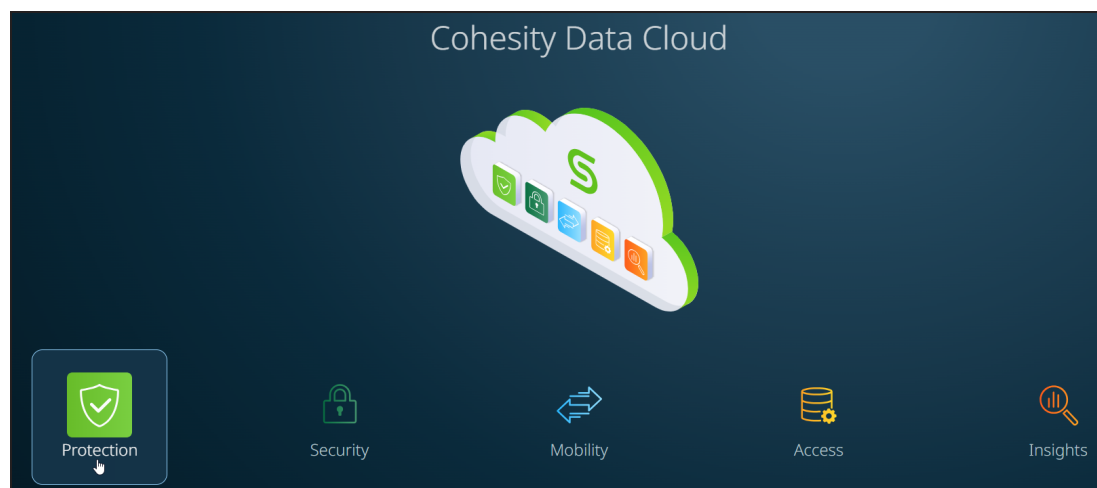 Cohesity Data Cloud
Protection
Security
Mobility
Access
Insights